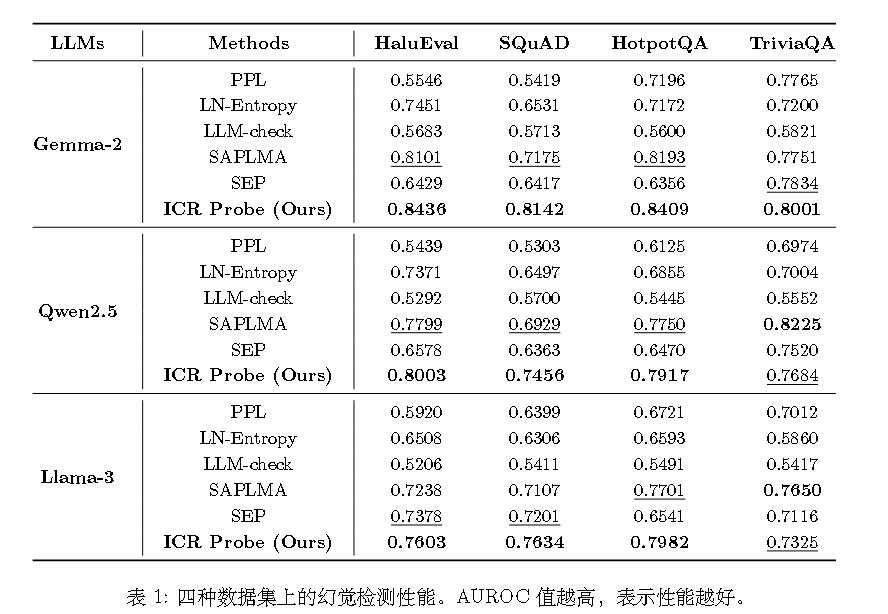 LLMs Methods HaluEval SQuAD HotpotQA TriviaQA
PPL 0.5546 0.5419 0.7196 0.7765
LN-Entropy 0.7451 0.6531 0.7172 0.7200
LLM-check 0.5683 0.5713 0.5600 0.5821
Gemma-2
SAPLMA 0.8101 0.7175 0.8193 0.7751
SEP 0.6429 0.6417 0.6356 0.7834
ICR Probe (Ours) 0.8436 0.8142 0.8409 0.8001
PPL 0.5439 0.5303 0.6125 0.6974
LN-Entropy 0.7371 0.6497 0.6855 0.7004
LLM-check 0.5292 0.5700 0.5445 0.5552
Qwen2.5
SAPLMA 0.7799 0.6929 0.7750 0.8225
SEP 0.6578 0.6363 0.6470 0.7520
ICR Probe (Ours) 0.8003 0.7456 0.7917 0.7684
PPL 0.5920 0.6399 0.6721 0.7012
LN-Entropy 0.6508 0.6306 0.6593 0.5860
LLM-check 0.5206 0.5411 0.5491 0.5417
Llama-3
SAPLMA 0.7238 0.7107 0.7701 0.7650
SEP 0.7378 0.7201 0.6541 0.7116
ICR Probe (Ours) 0.7603 0.7634 0.7982 0.7325
表 1: 四种数据集上的幻觉检测性能。AUROC 值越高，表示性能越好。